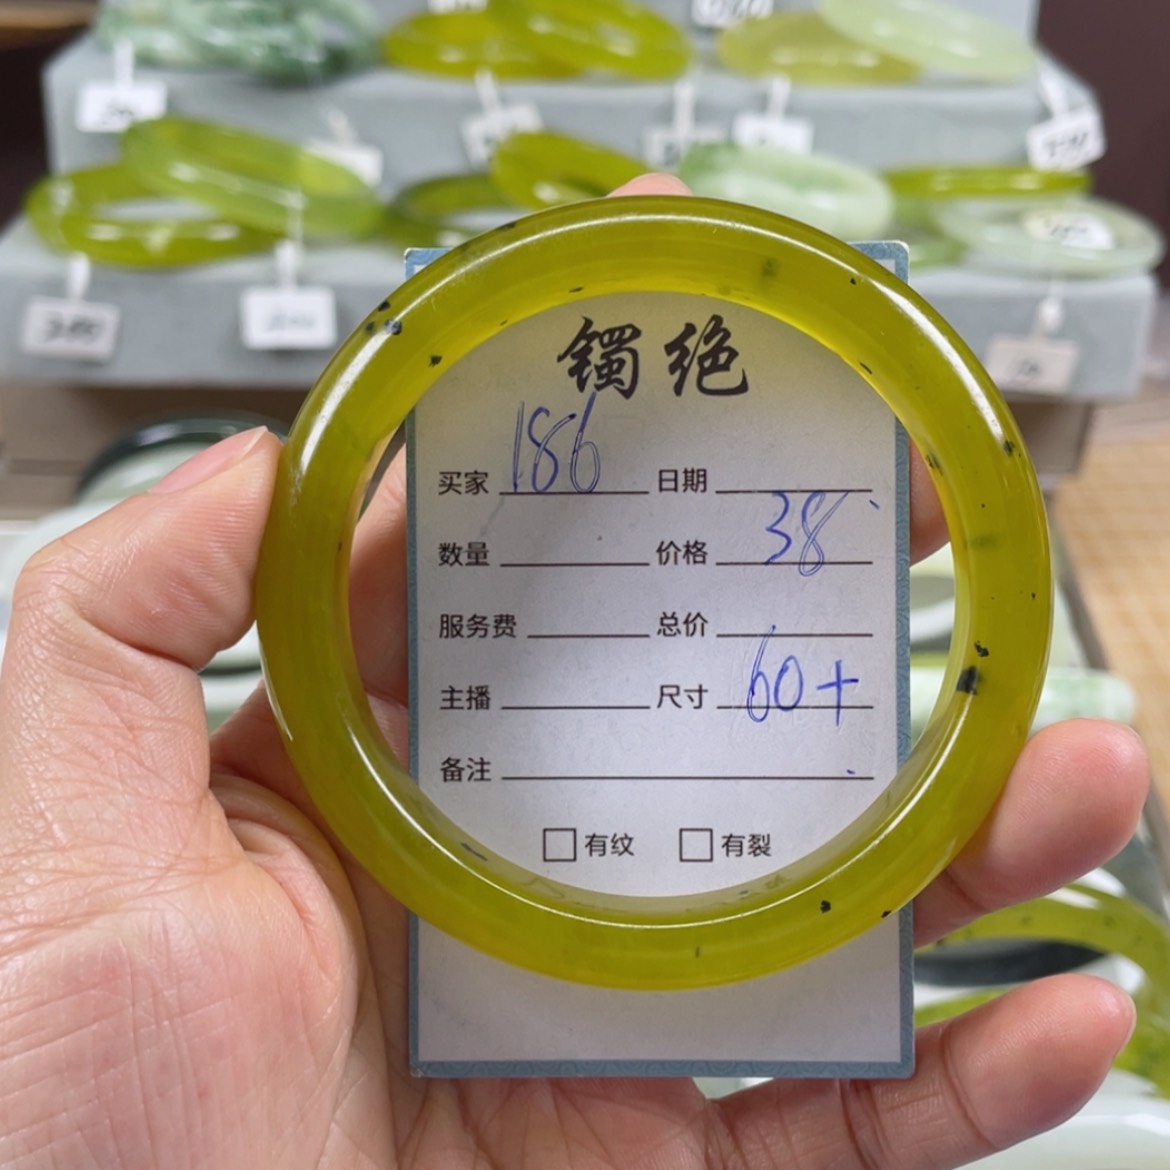 镯绝
买家 186 日期
数量 价格 38
服务费 总价
主播 尺寸 60+
备注
有纹 有裂